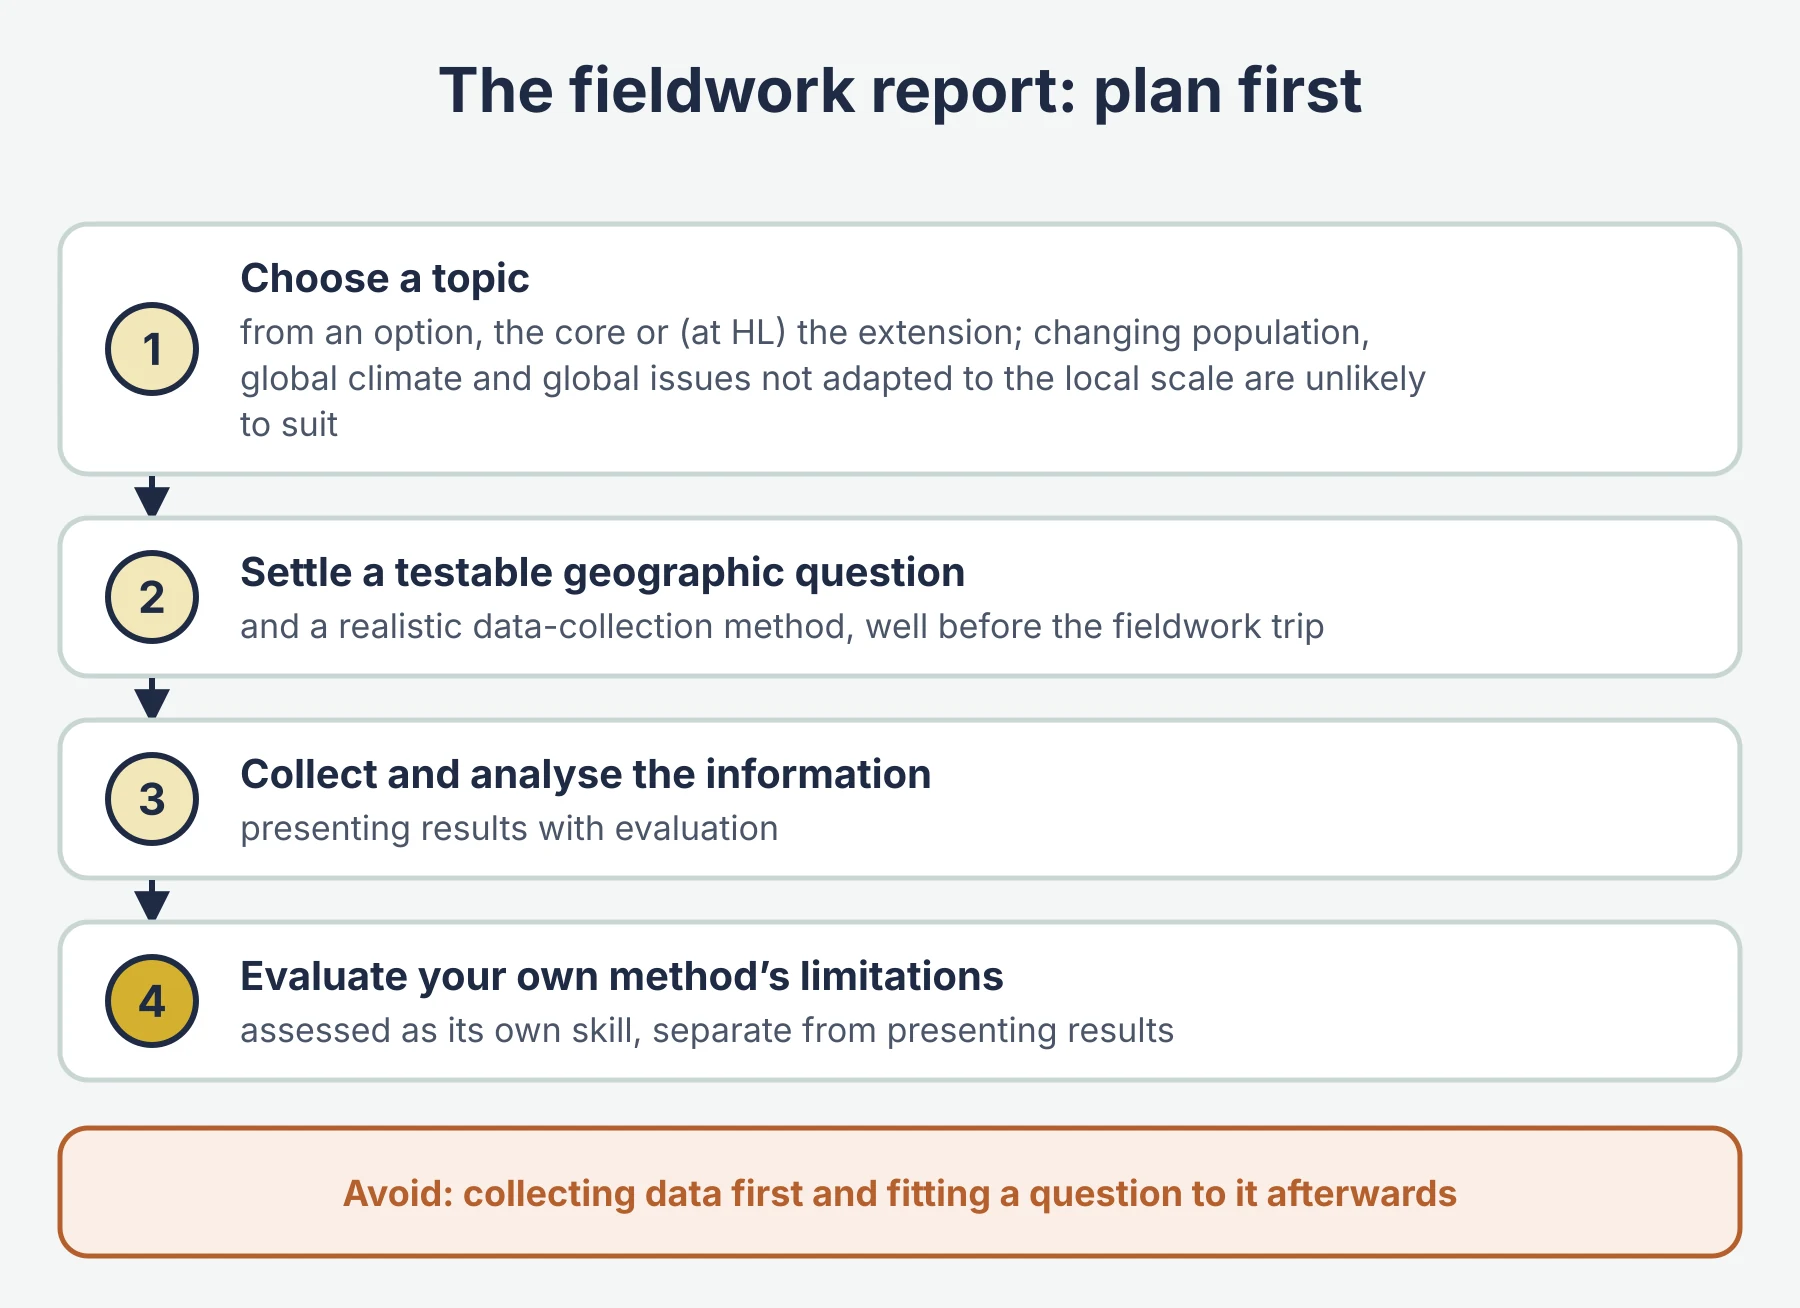 The fieldwork report: plan first
1
Choose a topic
from an option, the core or (at HL) the extension; changing population,
global climate and global issues not adapted to the local scale are unlikely
to suit
2
Settle a testable geographic question
and a realistic data-collection method, well before the fieldwork trip
3
Collect and analyse the information
presenting results with evaluation
4
Evaluate your own method’s limitations
assessed as its own skill, separate from presenting results
Avoid: collecting data first and fitting a question to it afterwards